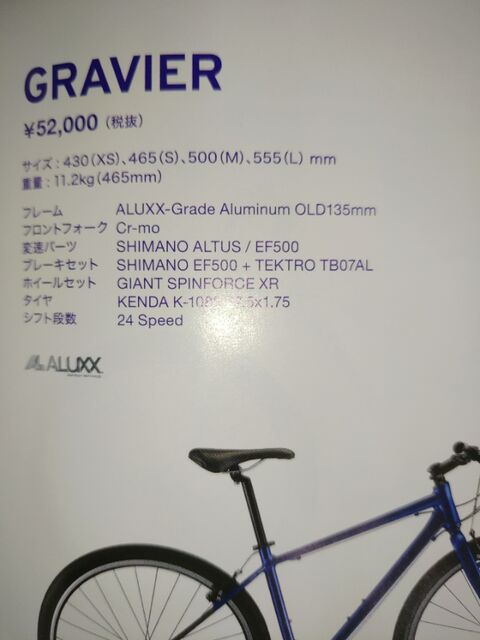 GRAVIER
¥52,000（税抜）
サイズ：430(XS)、465(S)、500(M)、555(L) mm
重量：11.2kg(465mm)
フレーム ALUXX-Grade Aluminum OLD135mm
フロントフォーク Cr-mo
変速パーツ SHIMANO ALTUS / EF500
ブレーキセット SHIMANO EF500 + TEKTRO TB07AL
ホイールセット GIANT SPINFORCE XR
タイヤ KENDA
シフト段数 24 Speed
ALUXX